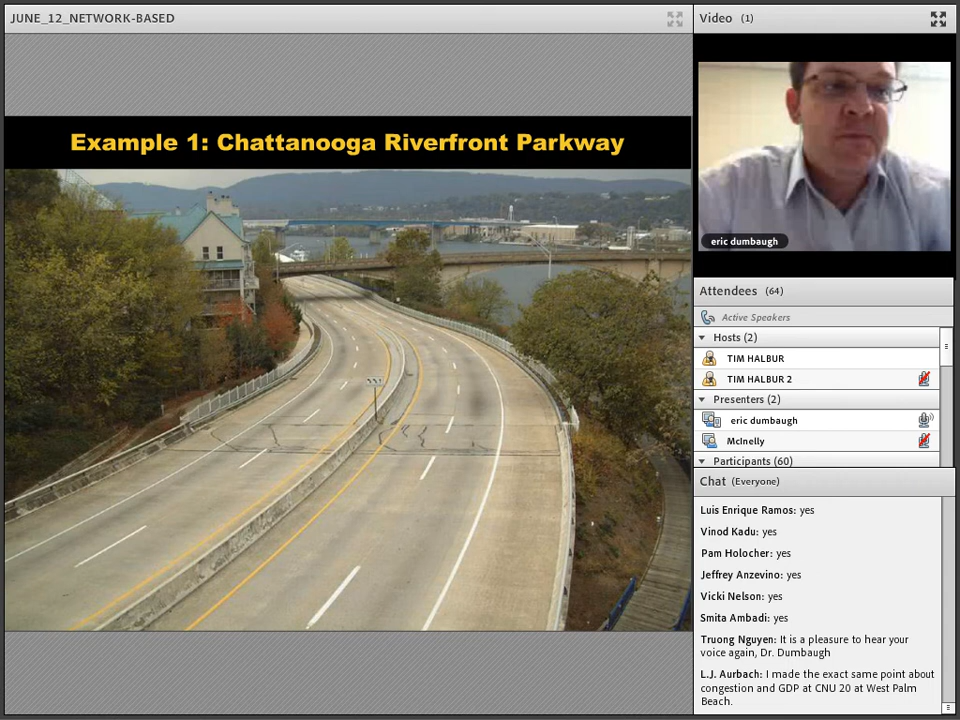 JUNE_12_NETWORK-BASED
Example 1: Chattanooga Riverfront Parkway
Video (1)
eric dumbaugh
Attendees (64)
Active Speakers
Hosts (2)
TIM HALBUR
TIM HALBUR 2
Presenters (2)
eric dumbaugh
McInelly
Participants (60)
Chat (Everyone)
Luis Enrique Ramos: yes
Vinod Kadu: yes
Pam Holocher: yes
Jeffrey Anzevino: yes
Vicki Nelson: yes
Smita Ambadi: yes
Truong Nguyen: It is a pleasure to hear your
voice again, Dr. Dumbaugh
L.J. Aurbach: I made the exact same point about
congestion and GDP at CNU 20 at West Palm
Beach.